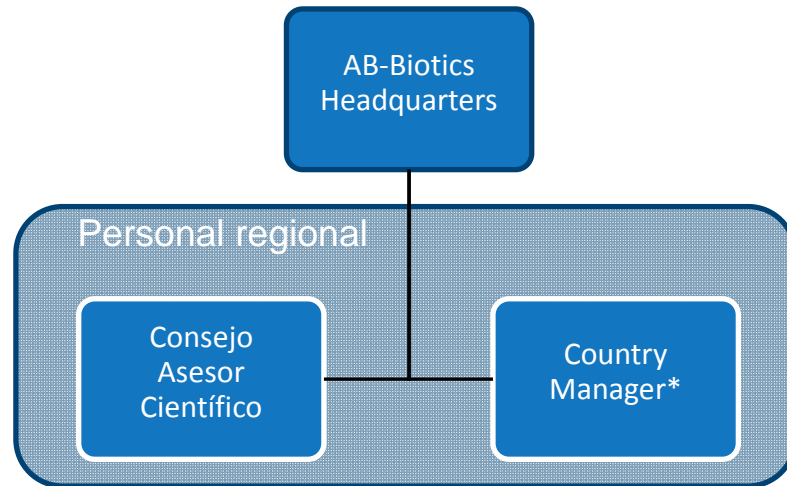 AB-Biotics
Headquarters
Personal regional
Consejo
Asesor
Científico
Country
Manager*